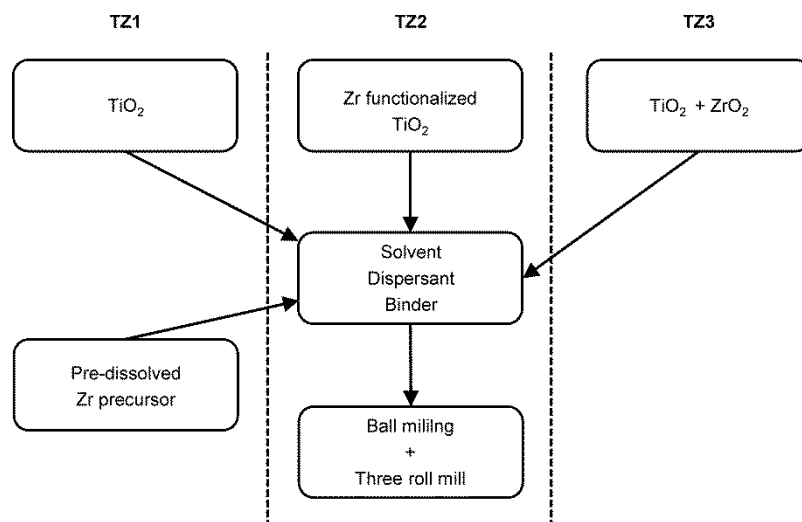 TZ1
TZ2
TZ3
TiO₂
Zr functionalized
TiO₂
TiO₂ + ZrO₂
Solvent
Dispersant
Binder
Pre-dissolved
Zr precursor
Ball mililng
+
Three roll mill